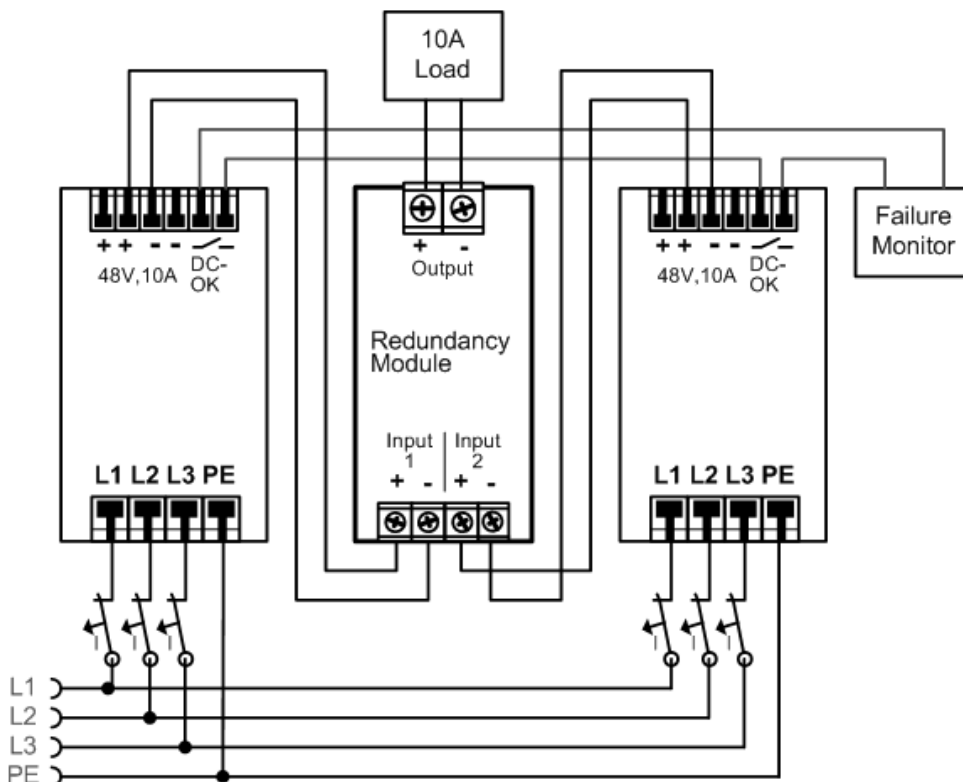 10A
Load
+ + - -
48V,10A
DC-
OK
+ -
Output
+ + - -
48V,10A
DC-
OK
Failure
Monitor
Redundancy
Module
Input
1
Input
2
+ - + -
L1 L2 L3 PE
L1 L2 L3 PE
I I I
I I I
L1
L2
L3
PE